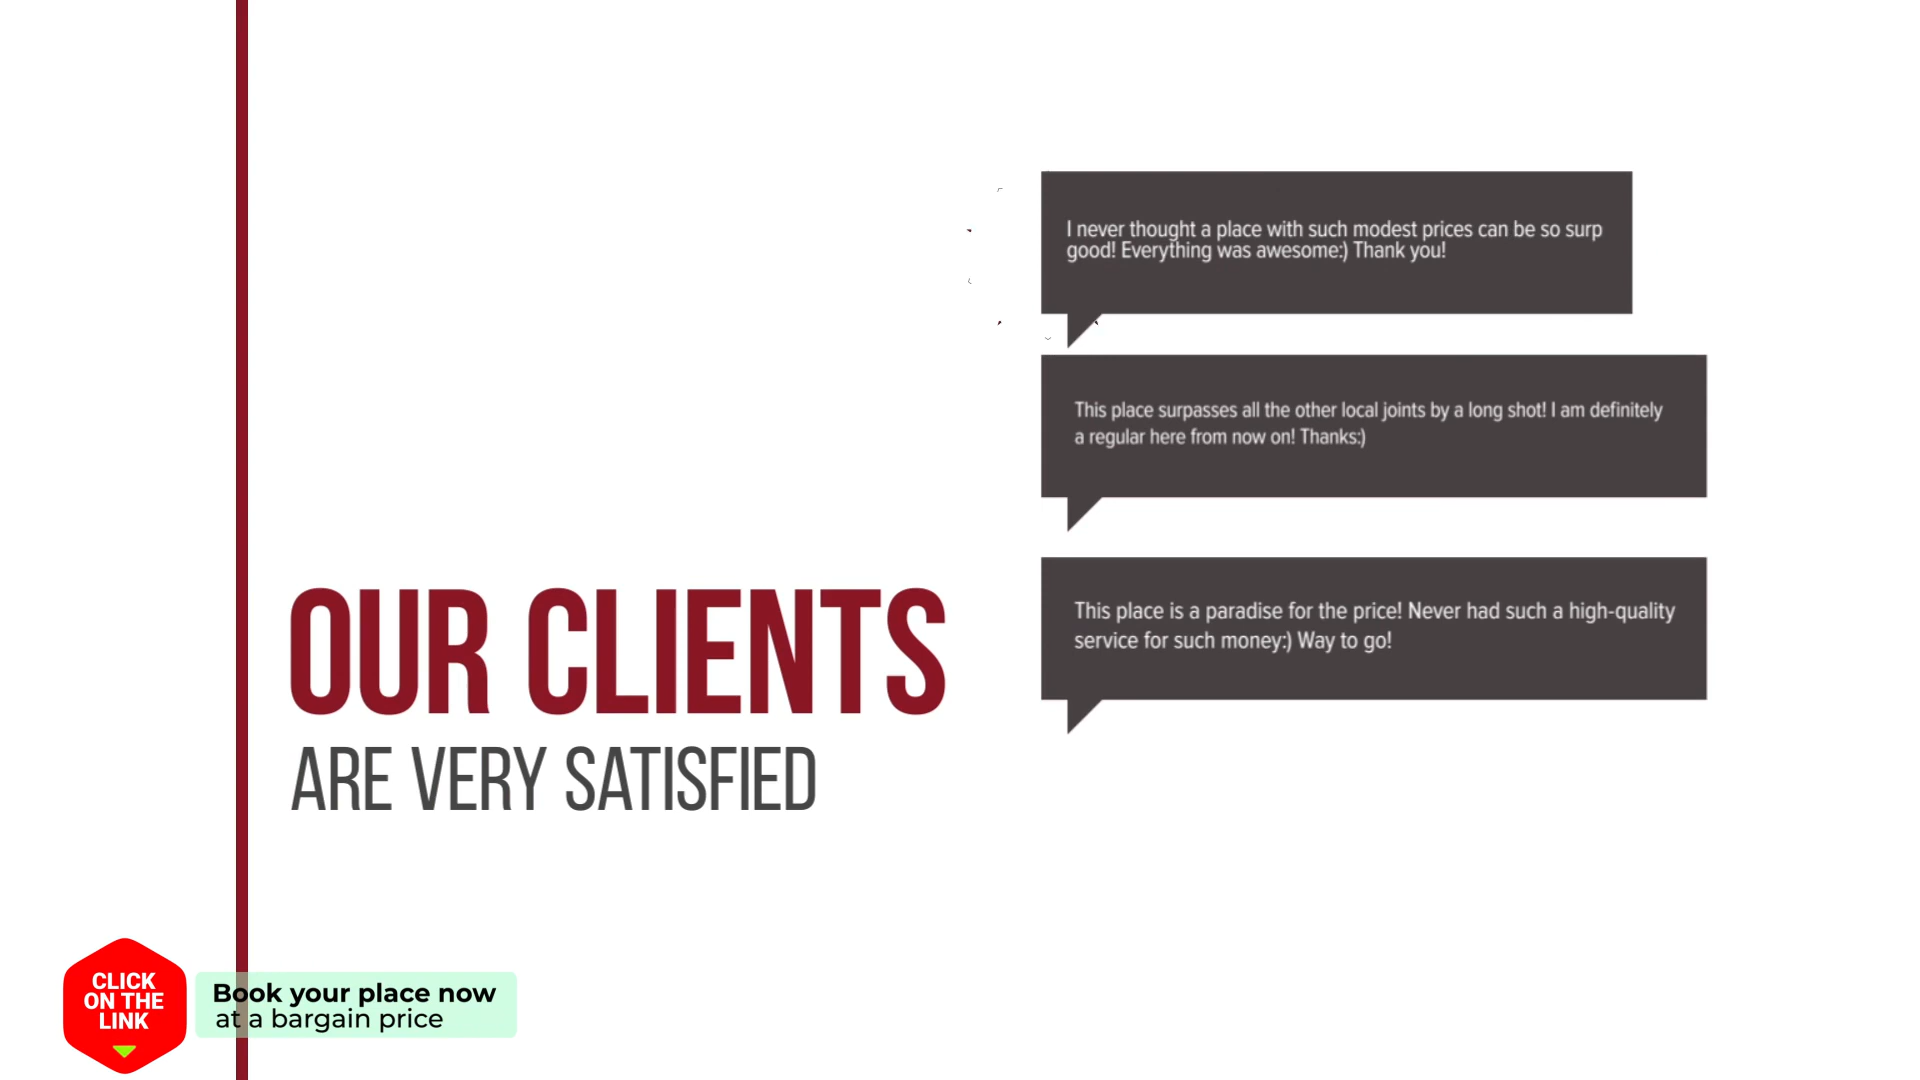 I never thought a place with such modest prices can be so surp
good! Everything was awesome:) Thank you!
This place surpasses all the other local joints by a long shot! I am definitely
a regular here from now on! Thanks:)
This place is a paradise for the price! Never had such a high-quality
service for such money:) Way to go!
OUR CLIENTS
ARE VERY SATISFIED
CLICK
ON THE
LINK
Book your place now
at a bargain price